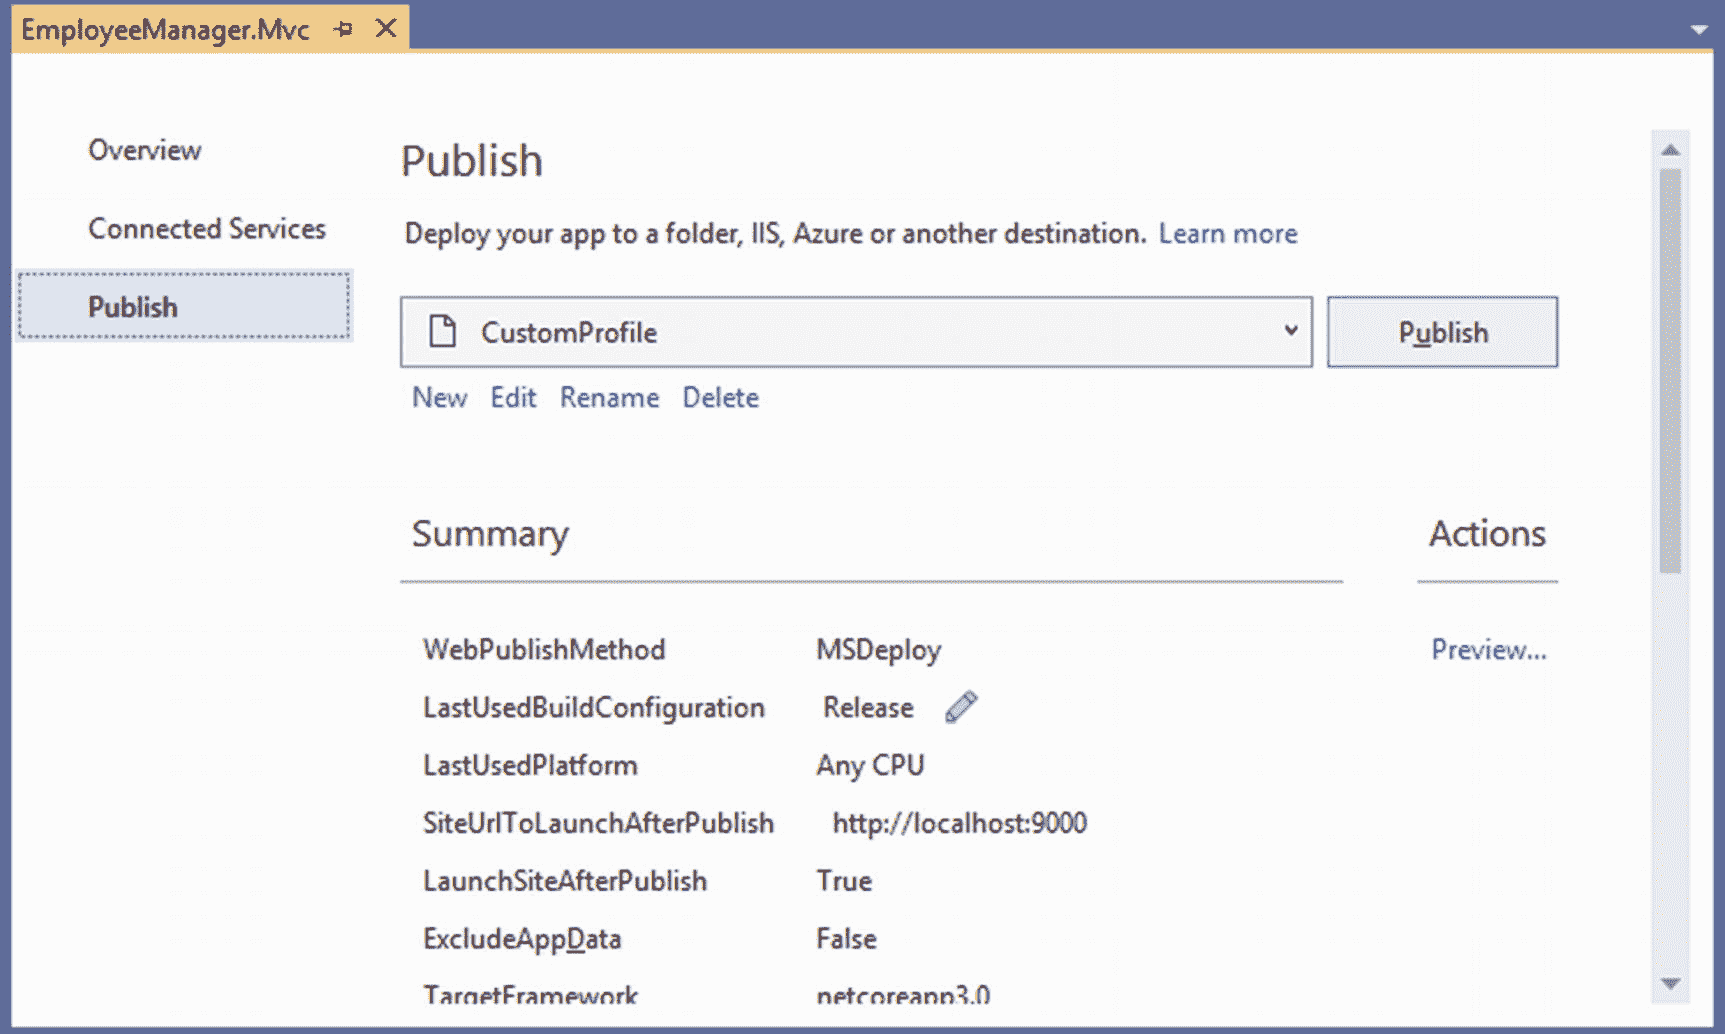 EmployeeManager.Mvc
Overview
Connected Services
Publish
Publish
Deploy your app to a folder, IIS, Azure or another destination. Learn more
CustomProfile
Publish
New Edit Rename Delete
Summary
Actions
WebPublishMethod MSDeploy
Preview...
LastUsedBuildConfiguration Release
LastUsedPlatform Any CPU
SiteUrlToLaunchAfterPublish http://localhost:9000
LaunchSiteAfterPublish True
ExcludeAppData False
TargetFramework netcoreapp3.0